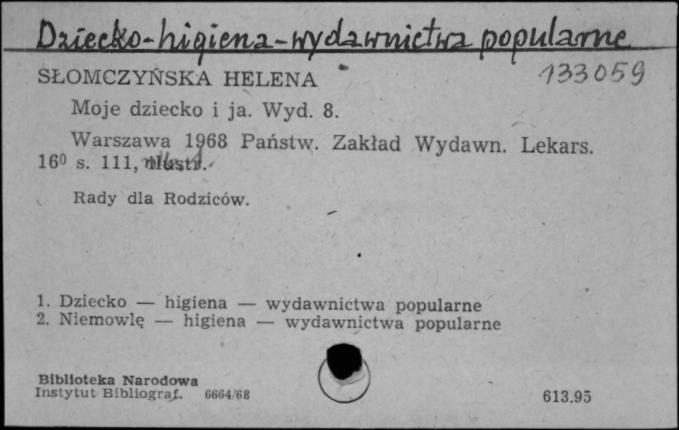 Dziecko-higiena-wydawnictwa popularne
133059
SŁOMCZYŃSKA HELENA
Moje dziecko i ja. Wyd. 8.
Warszawa 1968 Państw. Zakład Wydawn. Lekars.
16⁰ s. 111,
Rady dla Rodziców.
1. Dziecko — higiena — wydawnictwa popularne
2. Niemowlę — higiena — wydawnictwa popularne
Biblioteka Narodowa
Instytut Bibliograf. 6664/68
613.95